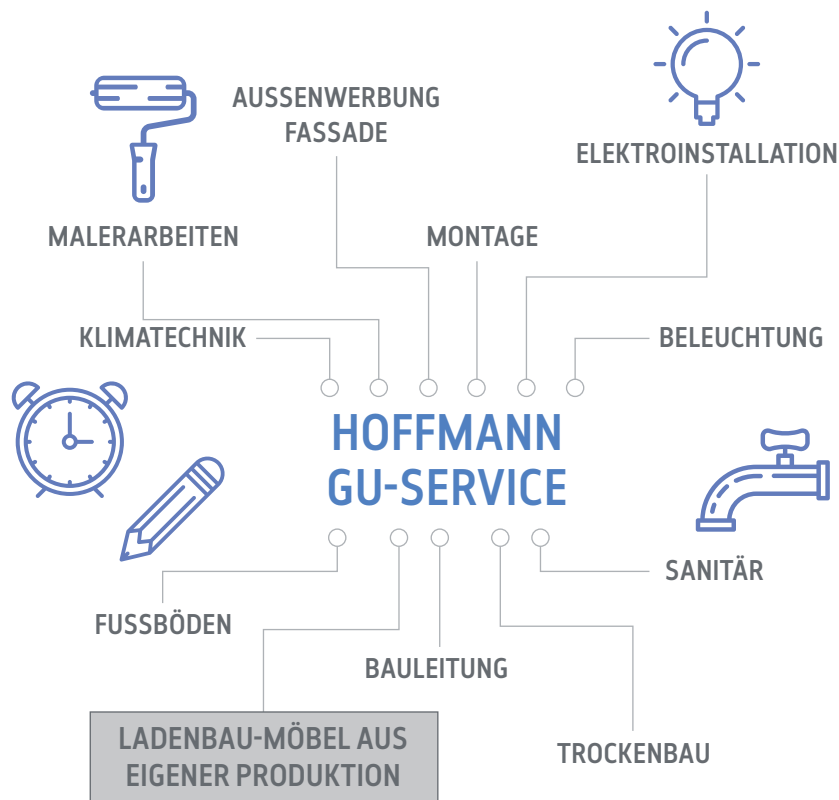 AUSSENWERBUNG
FASSADE
ELEKTROINSTALLATION
MALERARBEITEN
MONTAGE
KLIMATECHNIK
BELEUCHTUNG
HOFFMANN
GU-SERVICE
SANITÄR
FUSSBÖDEN
BAULEITUNG
LADENBAU-MÖBEL AUS
EIGENER PRODUKTION
TROCKENBAU